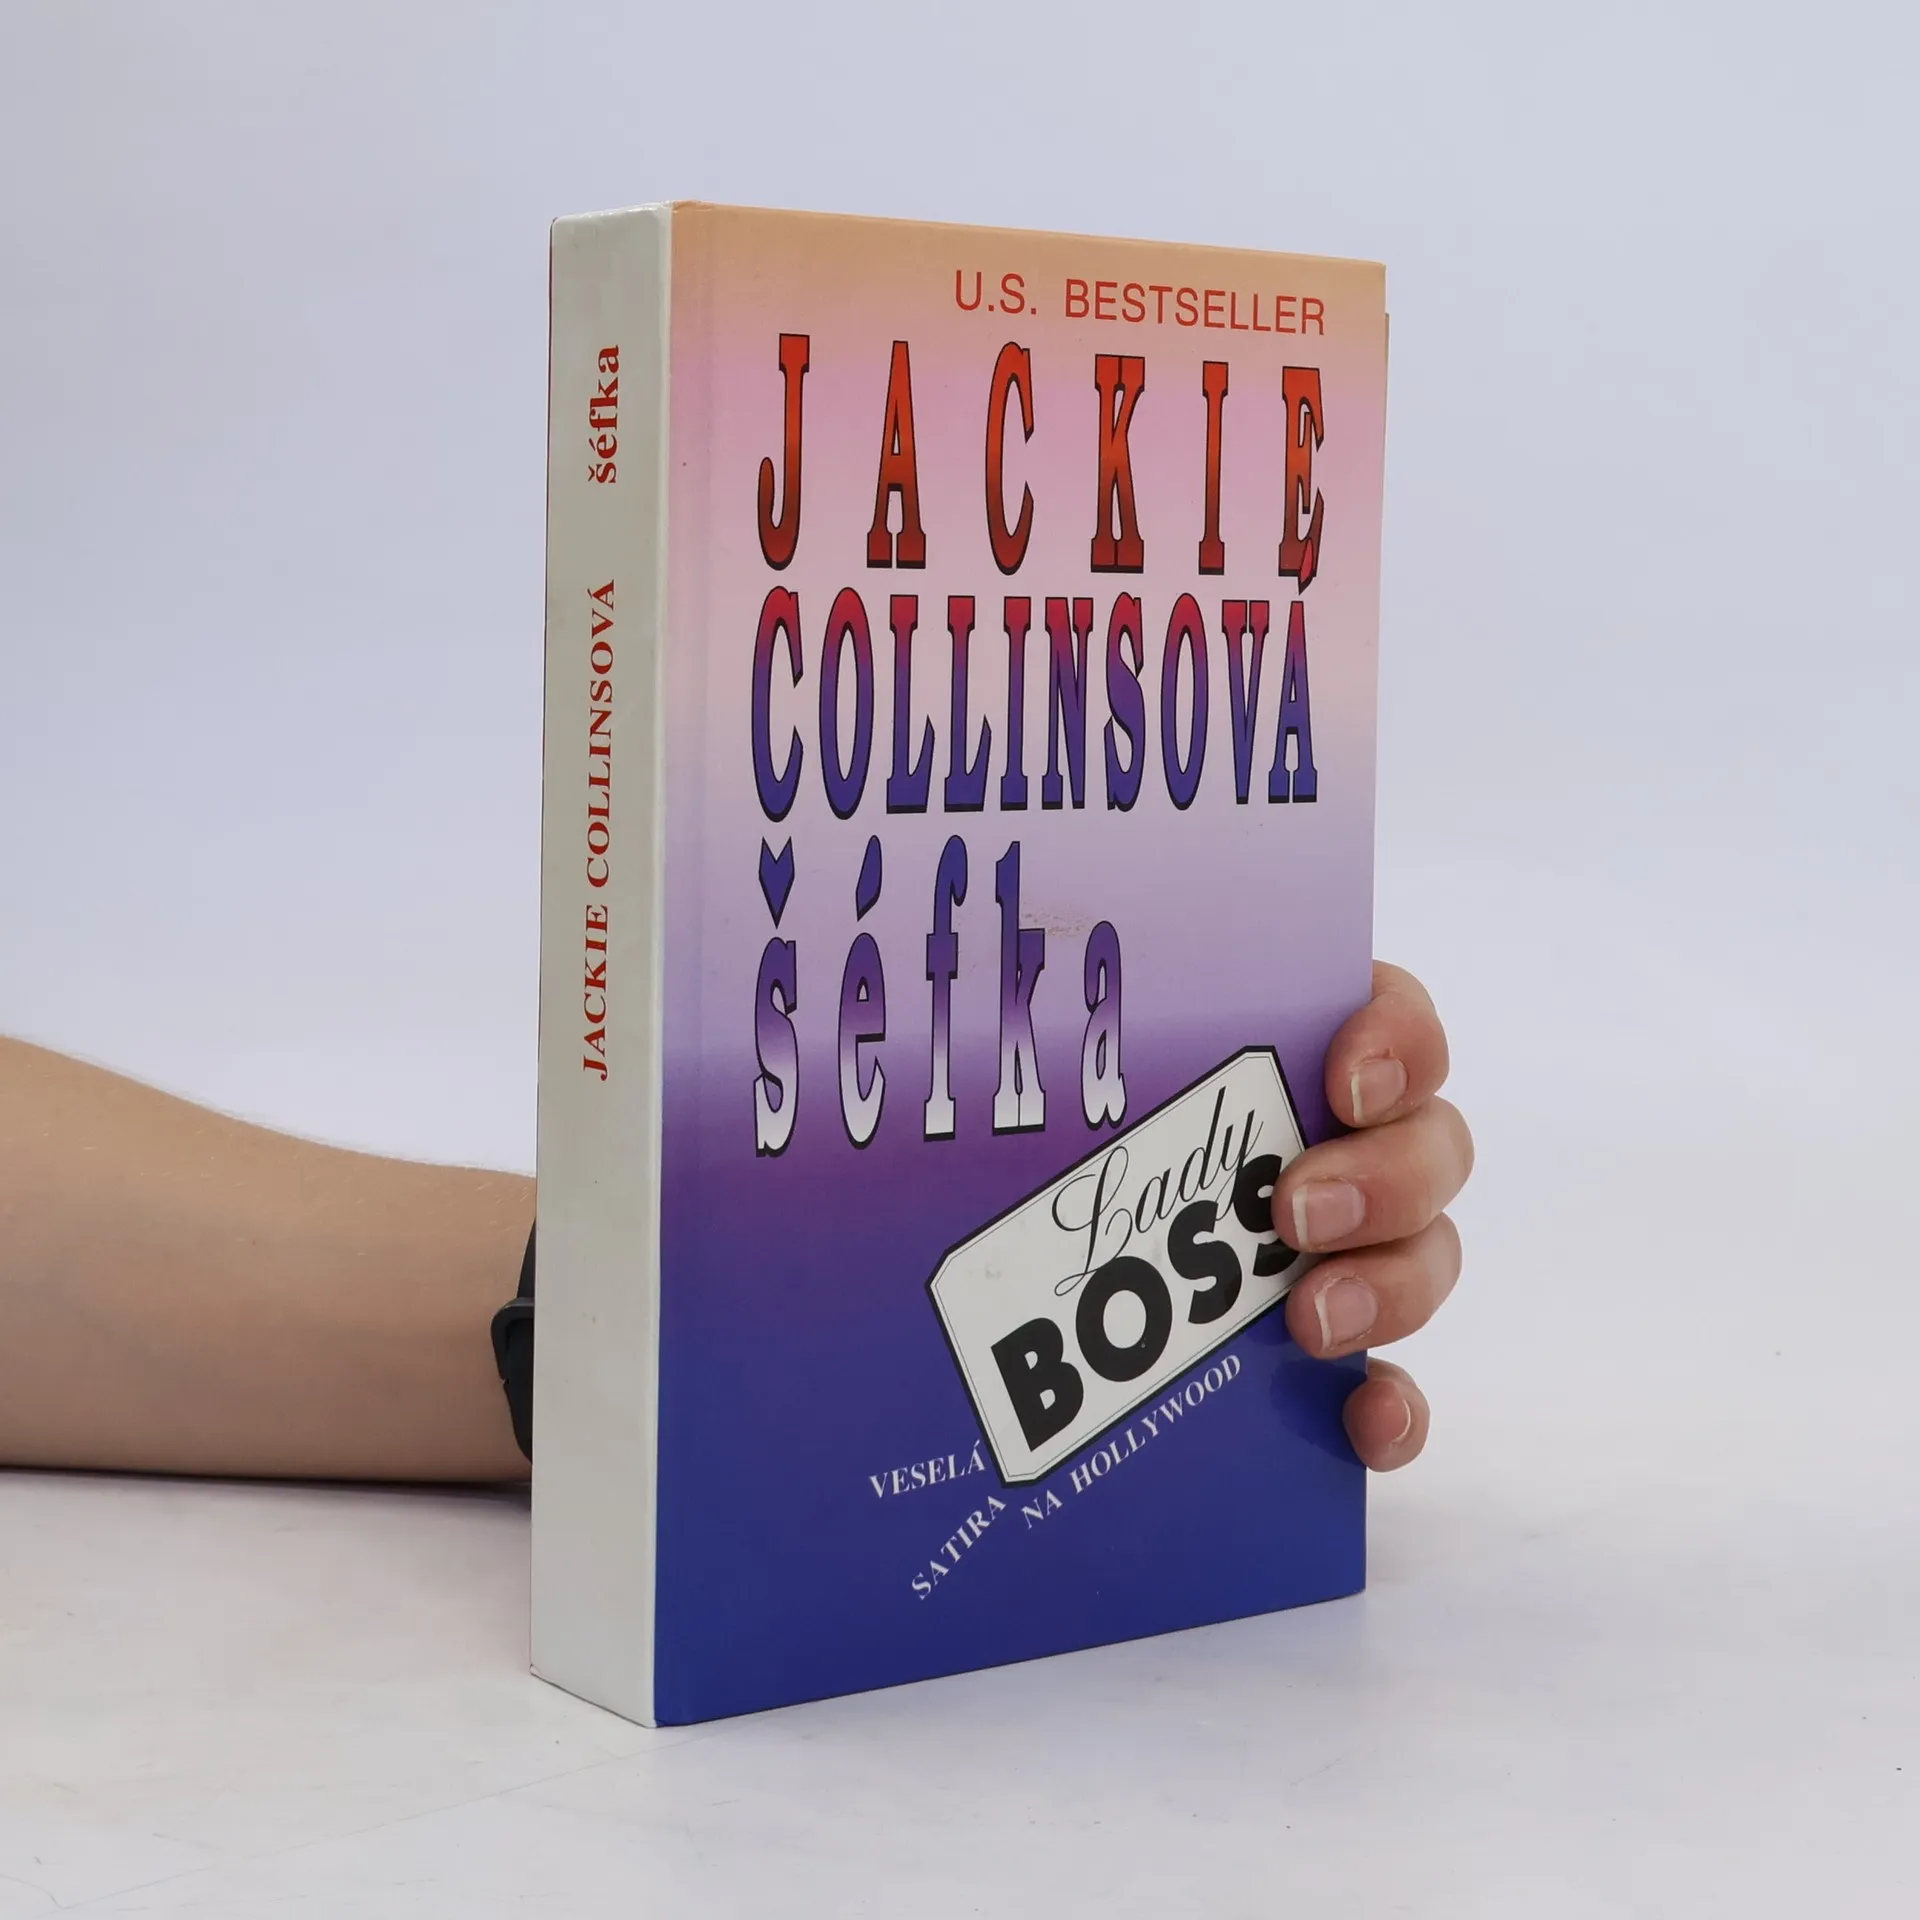 JACKIE COLLINSOVÁ šéfka
U.S. BESTSELLER
JACKIE
COLLINSOVÁ
šéfka
Lady
BOSS
VESELÁ
SATIRA NA HOLLYWOOD